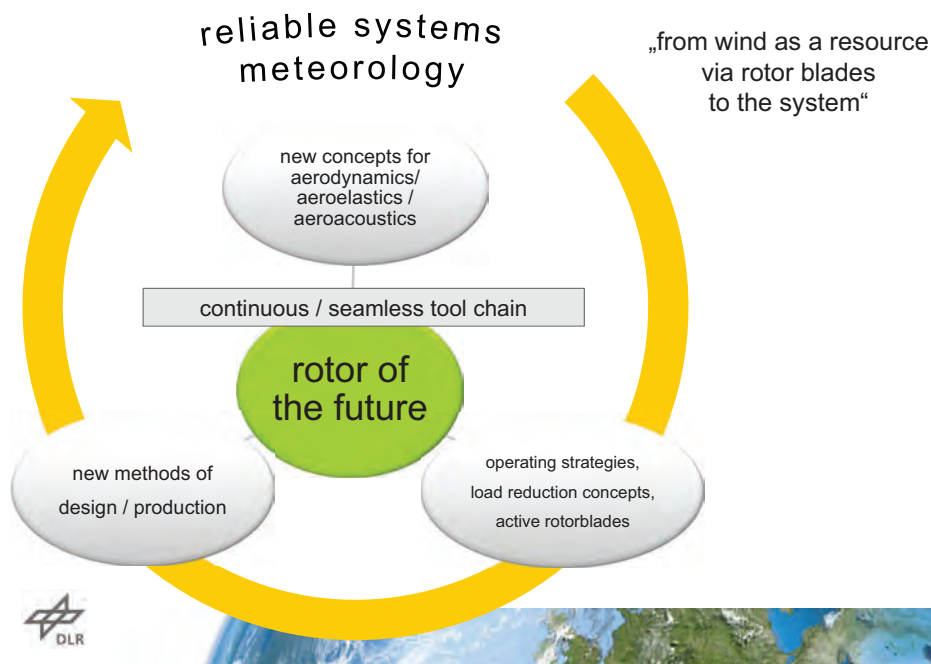 reliable systems
meteorology
„from wind as a resource
via rotor blades
to the system“
new concepts for
aerodynamics/
aeroelastics /
aeroacoustics
continuous / seamless tool chain
rotor of
the future
new methods of
design / production
operating strategies,
load reduction concepts,
active rotorblades
DLR